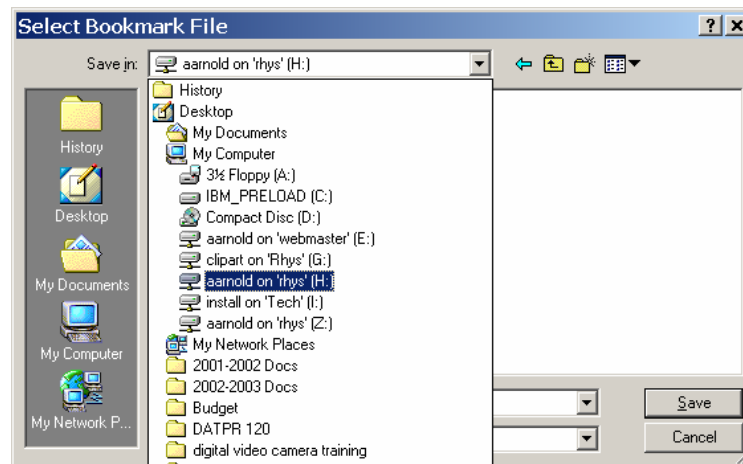 Select Bookmark File
Save in: aarnold on 'rhys' (H:)
History
Desktop
My Documents
My Computer
My Network P...
History
Desktop
My Documents
My Computer
3½ Floppy (A:)
IBM_PRELOAD (C:)
Compact Disc (D:)
aarnold on 'webmaster' (E:)
clipart on 'Rhys' (G:)
aarnold on 'rhys' (H:)
install on 'Tech' (I:)
aarnold on 'rhys' (Z:)
My Network Places
2001-2002 Docs
2002-2003 Docs
Budget
DATPR 120
digital video camera training
Save
Cancel